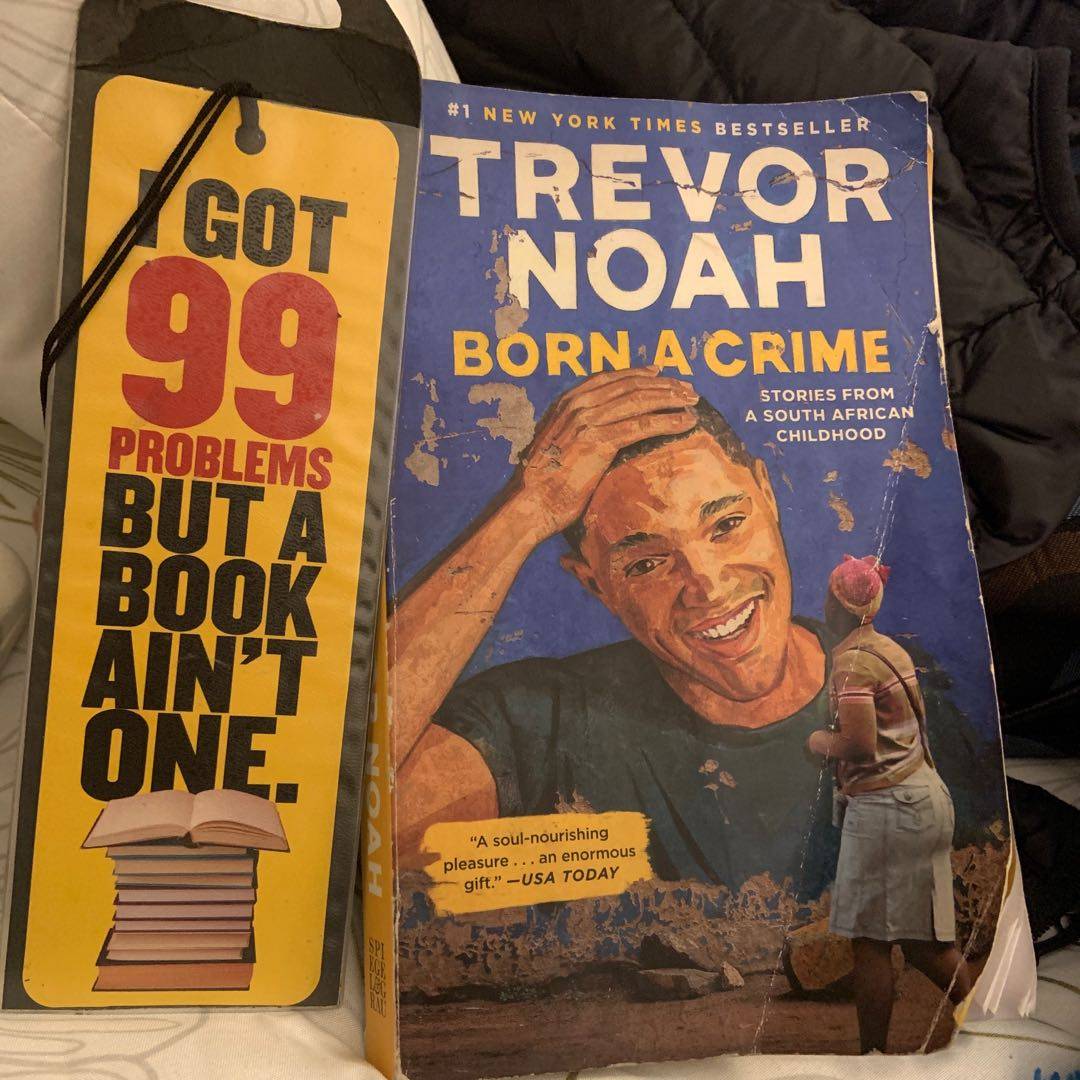 I GOT
99
PROBLEMS
BUT A
BOOK
AIN'T
ONE.
#1 NEW YORK TIMES BESTSELLER
TREVOR
NOAH
BORN A CRIME
STORIES FROM
A SOUTH AFRICAN
CHILDHOOD
"A soul-nourishing
pleasure . . . an enormous
gift." —USA TODAY
NOAH